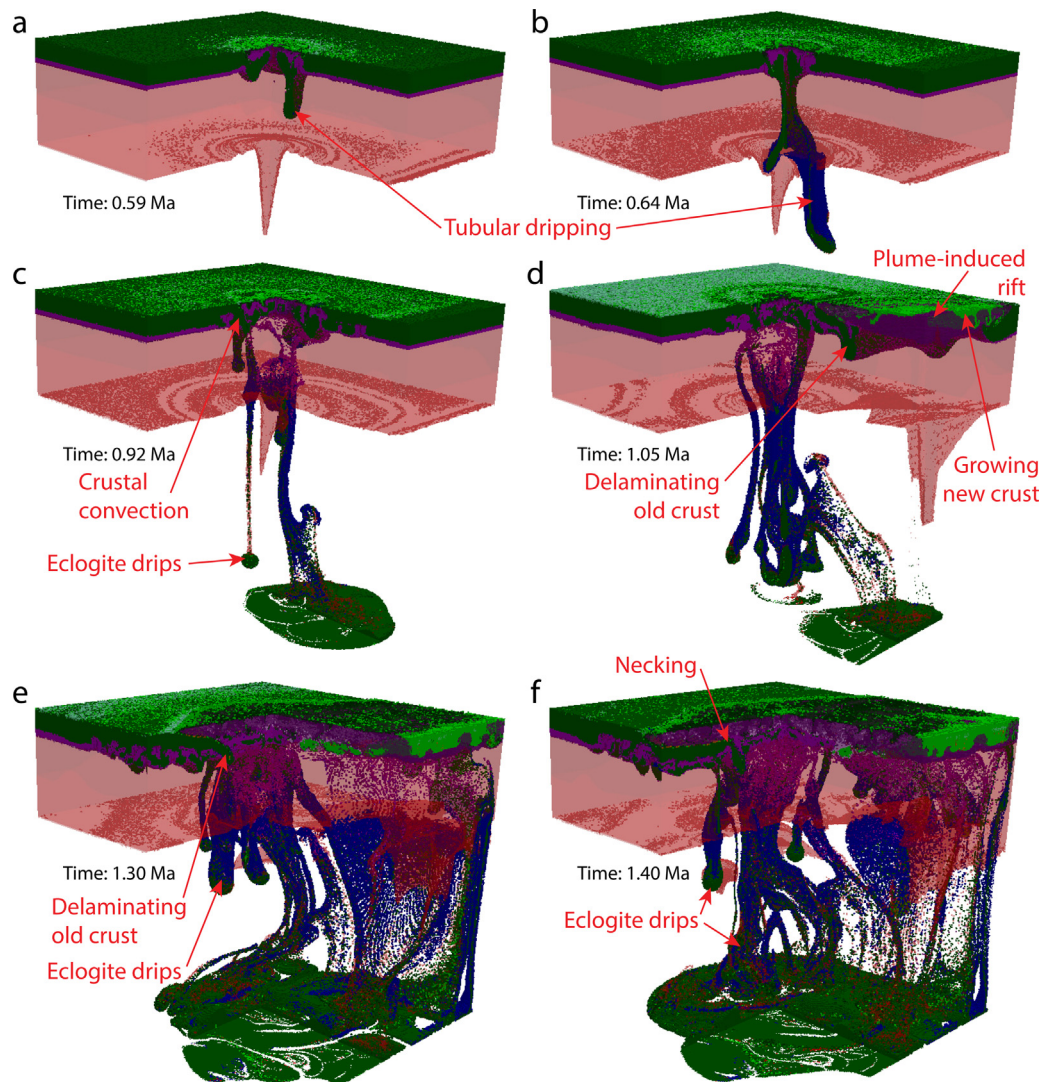 a
b
Time: 0.59 Ma
Time: 0.64 Ma
Tubular dripping
c
d
Plume-induced
rift
Time: 0.92 Ma
Time: 1.05 Ma
Crustal
convection
Delaminating
old crust
Growing
new crust
Eclogite drips
Necking
e
f
Time: 1.30 Ma
Time: 1.40 Ma
Delaminating
old crust
Eclogite drips
Eclogite drips